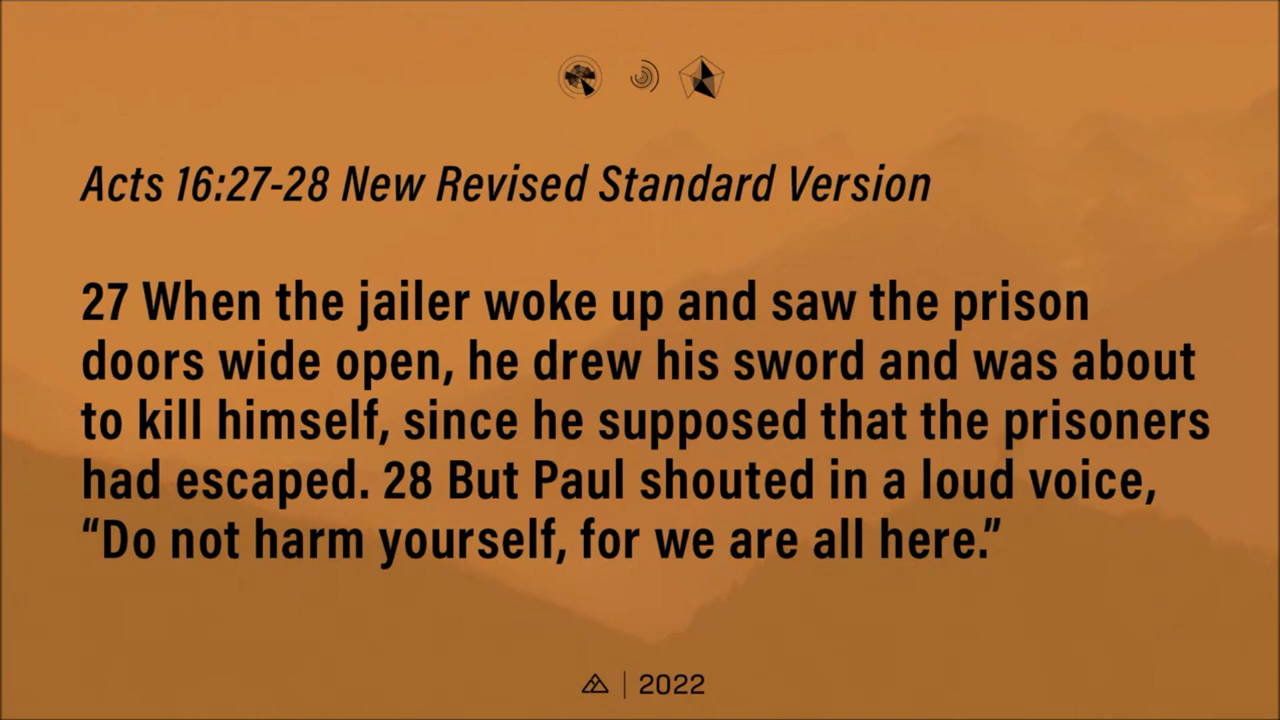 Acts 16:27-28 New Revised Standard Version
27 When the jailer woke up and saw the prison
doors wide open, he drew his sword and was about
to kill himself, since he supposed that the prisoners
had escaped. 28 But Paul shouted in a loud voice,
“Do not harm yourself, for we are all here.”
2022